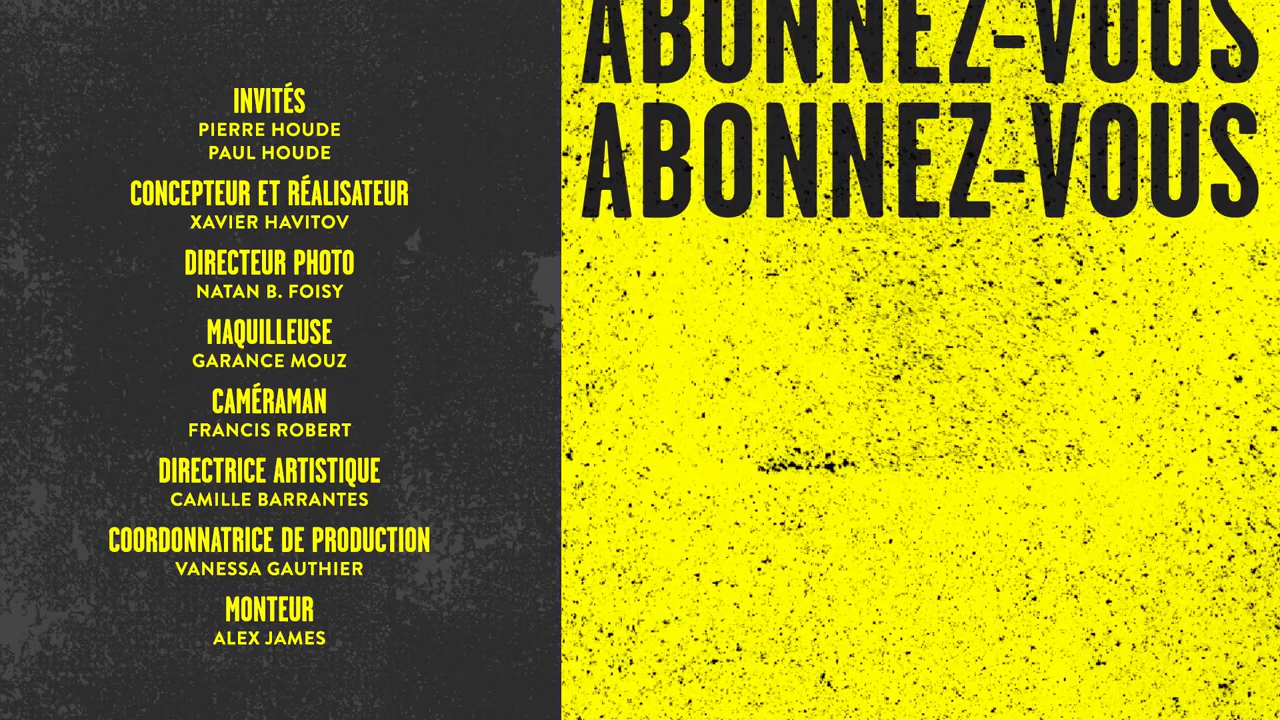 INVITÉS
PIERRE HOUDE
PAUL HOUDE
CONCEPTEUR ET RÉALISATEUR
XAVIER HAVITOV
DIRECTEUR PHOTO
NATAN B. FOISY
MAQUILLEUSE
GARANCE MOUZ
CAMÉRAMAN
FRANCIS ROBERT
DIRECTRICE ARTISTIQUE
CAMILLE BARRANTES
COORDONNATRICE DE PRODUCTION
VANESSA GAUTHIER
MONTEUR
ALEX JAMES
ABONNEZ-VOUS
ABONNEZ-VOUS